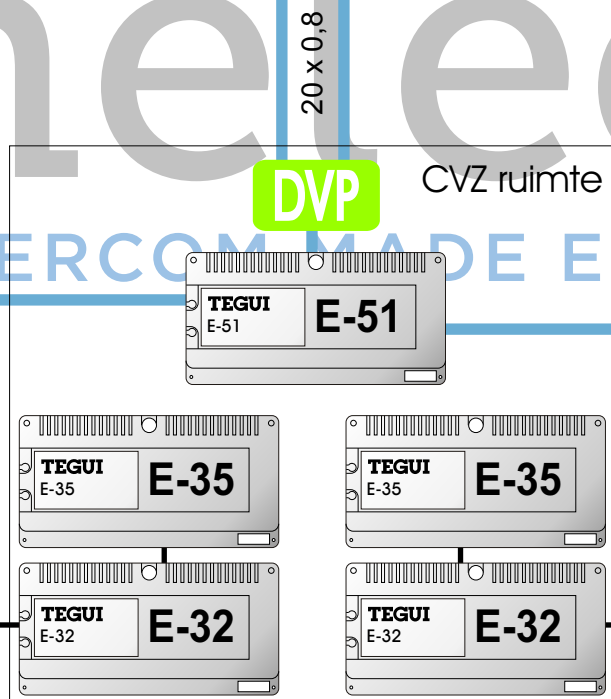 nelec
20 x 0,8
DVP
CVZ ruimte
ERCOM MADE E
TEGUI
E-51
E-51
TEGUI
E-35
E-35
TEGUI
E-35
E-35
TEGUI
E-32
E-32
TEGUI
E-32
E-32